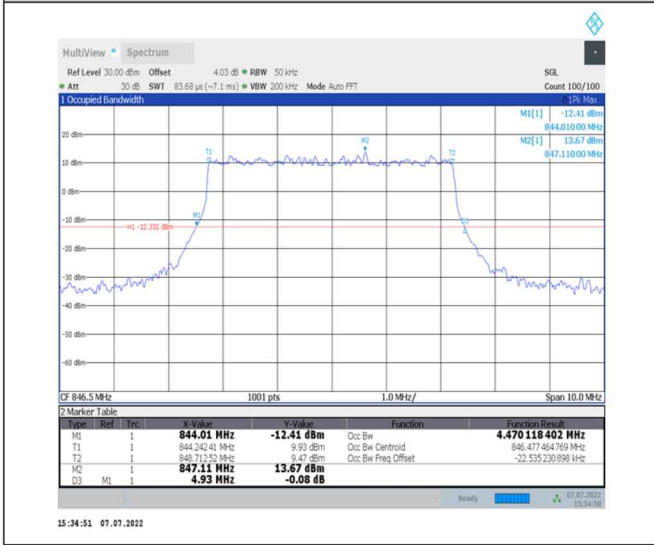 MultiView Spectrum
Ref Level 30.00 dBm Offset 4.03 dB RBW 50 kHz SGL
Att 30 dB SWT 83.68 µs (~7.1 ms) VBW 200 kHz Mode Auto FFT Count 100/100
1 Occupied Bandwidth 1Pk Max
M1[1] -12.41 dBm
844.01000 MHz
M2[1] 13.67 dBm
847.11000 MHz
20 dBm
M2
T1 T2
10 dBm
0 dBm
-10 dBm
M1
D3
H1 -12.332 dBm
-20 dBm
-30 dBm
-40 dBm
-50 dBm
-60 dBm
CF 846.5 MHz 1001 pts 1.0 MHz/ Span 10.0 MHz
2 Marker Table
Type Ref Trc X-Value Y-Value Function Function Result
M1 1 844.01 MHz -12.41 dBm Occ Bw 4.470 118 402 MHz
T1 1 844.242 41 MHz 9.93 dBm Occ Bw Centroid 846.477 464 769 MHz
T2 1 848.712 52 MHz 9.47 dBm Occ Bw Freq Offset -22.535 230 898 kHz
M2 1 847.11 MHz 13.67 dBm
D3 M1 1 4.93 MHz -0.08 dB
Ready 07.07.2022
15:34:50
15:34:51 07.07.2022